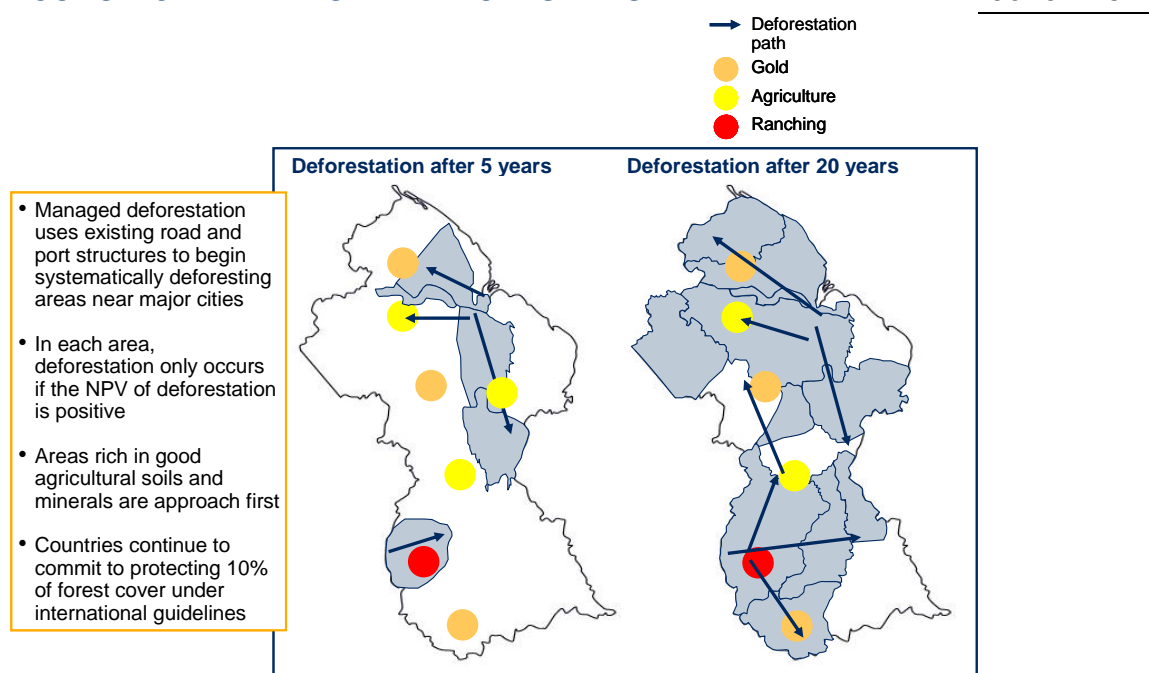 Deforestation
path
Gold
Agriculture
Ranching
Deforestation after 5 years
Deforestation after 20 years
• Managed deforestation
uses existing road and
port structures to begin
systematically deforesting
areas near major cities
• In each area,
deforestation only occurs
if the NPV of deforestation
is positive
• Areas rich in good
agricultural soils and
minerals are approach first
• Countries continue to
commit to protecting 10%
of forest cover under
international guidelines